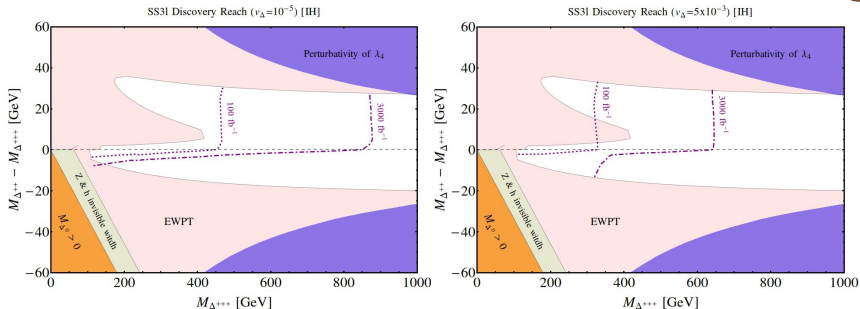 SS3l Discovery Reach (v_Δ=10⁻⁵) [IH]
60
40
20
0
−20
−40
−60
M_Δ⁺⁺ − M_Δ⁺⁺⁺ [GeV]
Perturbativity of λ₄
100 fb⁻¹
3000 fb⁻¹
Z & h invisible witdh
M_Δ⁰ > 0
EWPT
0 200 400 600 800 1000
M_Δ⁺⁺⁺ [GeV]
SS3l Discovery Reach (v_Δ=5x10⁻³) [IH]
60
40
20
0
−20
−40
−60
M_Δ⁺⁺ − M_Δ⁺⁺⁺ [GeV]
Perturbativity of λ₄
100 fb⁻¹
3000 fb⁻¹
Z & h invisible witdh
M_Δ⁰ > 0
EWPT
0 200 400 600 800 1000
M_Δ⁺⁺⁺ [GeV]